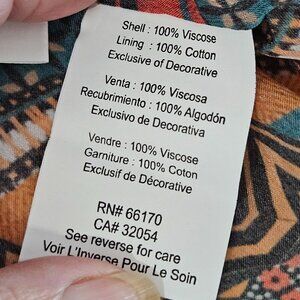 Shell : 100% Viscose
Lining : 100% Cotton
Exclusive of Decorative
Venta : 100% Viscosa
Recubrimiento : 100% Algodón
Exclusivo de Decorativa
Vendre : 100% Viscose
Garniture : 100% Coton
Exclusif de Décorative
RN# 66170
CA# 32054
See reverse for care
Voir L'Inverse Pour Le Soin